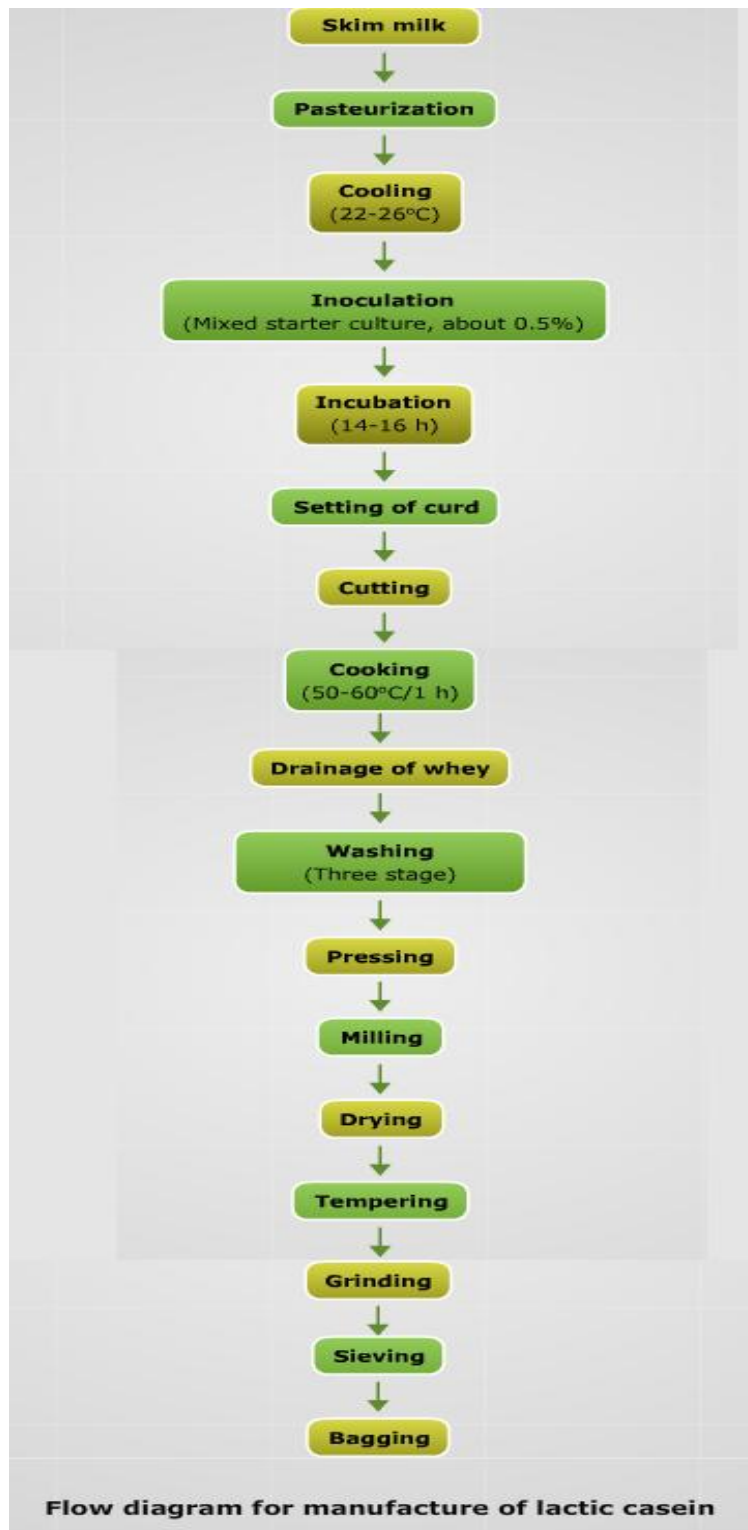 Skim milk
Pasteurization
Cooling
(22-26°C)
Inoculation
(Mixed starter culture, about 0.5%)
Incubation
(14-16 h)
Setting of curd
Cutting
Cooking
(50-60°C/1 h)
Drainage of whey
Washing
(Three stage)
Pressing
Milling
Drying
Tempering
Grinding
Sieving
Bagging
Flow diagram for manufacture of lactic casein